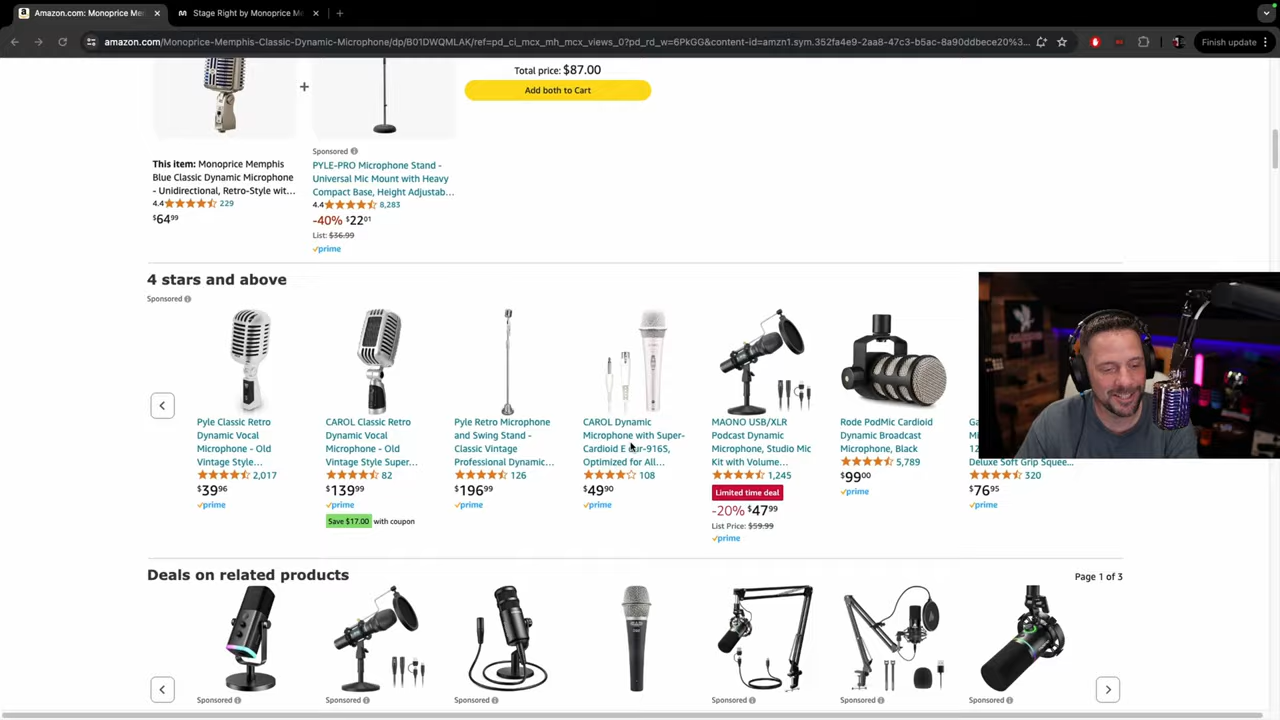 Amazon.com: Monoprice Me
Stage Right by Monoprice M
amazon.com/Monoprice-Memphis-Classic-Dynamic-Microphone/dp/B01DWQMLAK/ref=pd_ci_mcx_mh_mcx_views_0?pd_rd_w=6PkGG&content-id=amzn1.sym.352fa4e9-2aa8-47c3-b5ac-8a90ddbece20%3...
Finish update
Total price: $87.00
Add both to Cart
This item: Monoprice Memphis
Blue Classic Dynamic Microphone
- Unidirectional, Retro-Style wit...
4.4 229
$64.99
Sponsored
PYLE-PRO Microphone Stand -
Universal Mic Mount with Heavy
Compact Base, Height Adjustab...
4.4 8,283
-40% $22.01
List: $36.99
prime
4 stars and above
Sponsored
Pyle Classic Retro
Dynamic Vocal
Microphone - Old
Vintage Style...
2,017
$39.96
prime
CAROL Classic Retro
Dynamic Vocal
Microphone - Old
Vintage Style Super...
82
$139.99
prime
Save $17.00 with coupon
Pyle Retro Microphone
and Swing Stand -
Classic Vintage
Professional Dynamic...
126
$196.99
prime
CAROL Dynamic
Microphone with Super-
Cardioid E dur-916S,
Optimized for All...
108
$49.90
prime
MAONO USB/XLR
Podcast Dynamic
Microphone, Studio Mic
Kit with Volume...
1,245
Limited time deal
-20% $47.99
List Price: $59.99
prime
Rode PodMic Cardioid
Dynamic Broadcast
Microphone, Black
5,789
$99.00
prime
Deluxe Soft Grip Squee...
320
$76.95
prime
Deals on related products
Page 1 of 3
Sponsored
Sponsored
Sponsored
Sponsored
Sponsored
Sponsored